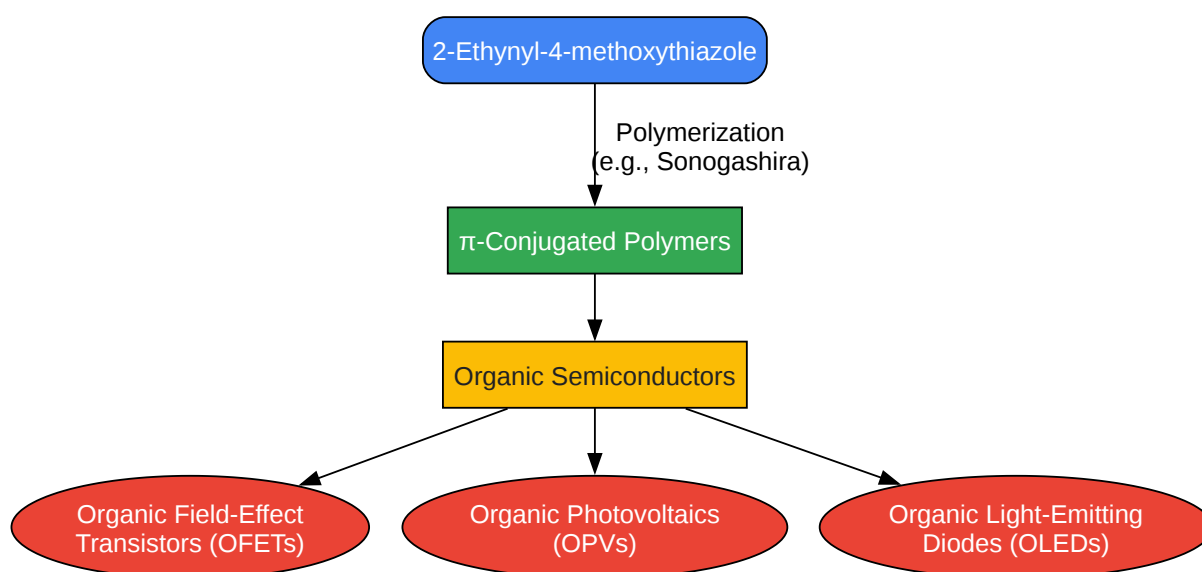 2-Ethynyl-4-methoxythiazole
Polymerization
(e.g., Sonogashira)
π-Conjugated Polymers
Organic Semiconductors
Organic Field-Effect
Transistors (OFETs)
Organic Photovoltaics
(OPVs)
Organic Light-Emitting
Diodes (OLEDs)